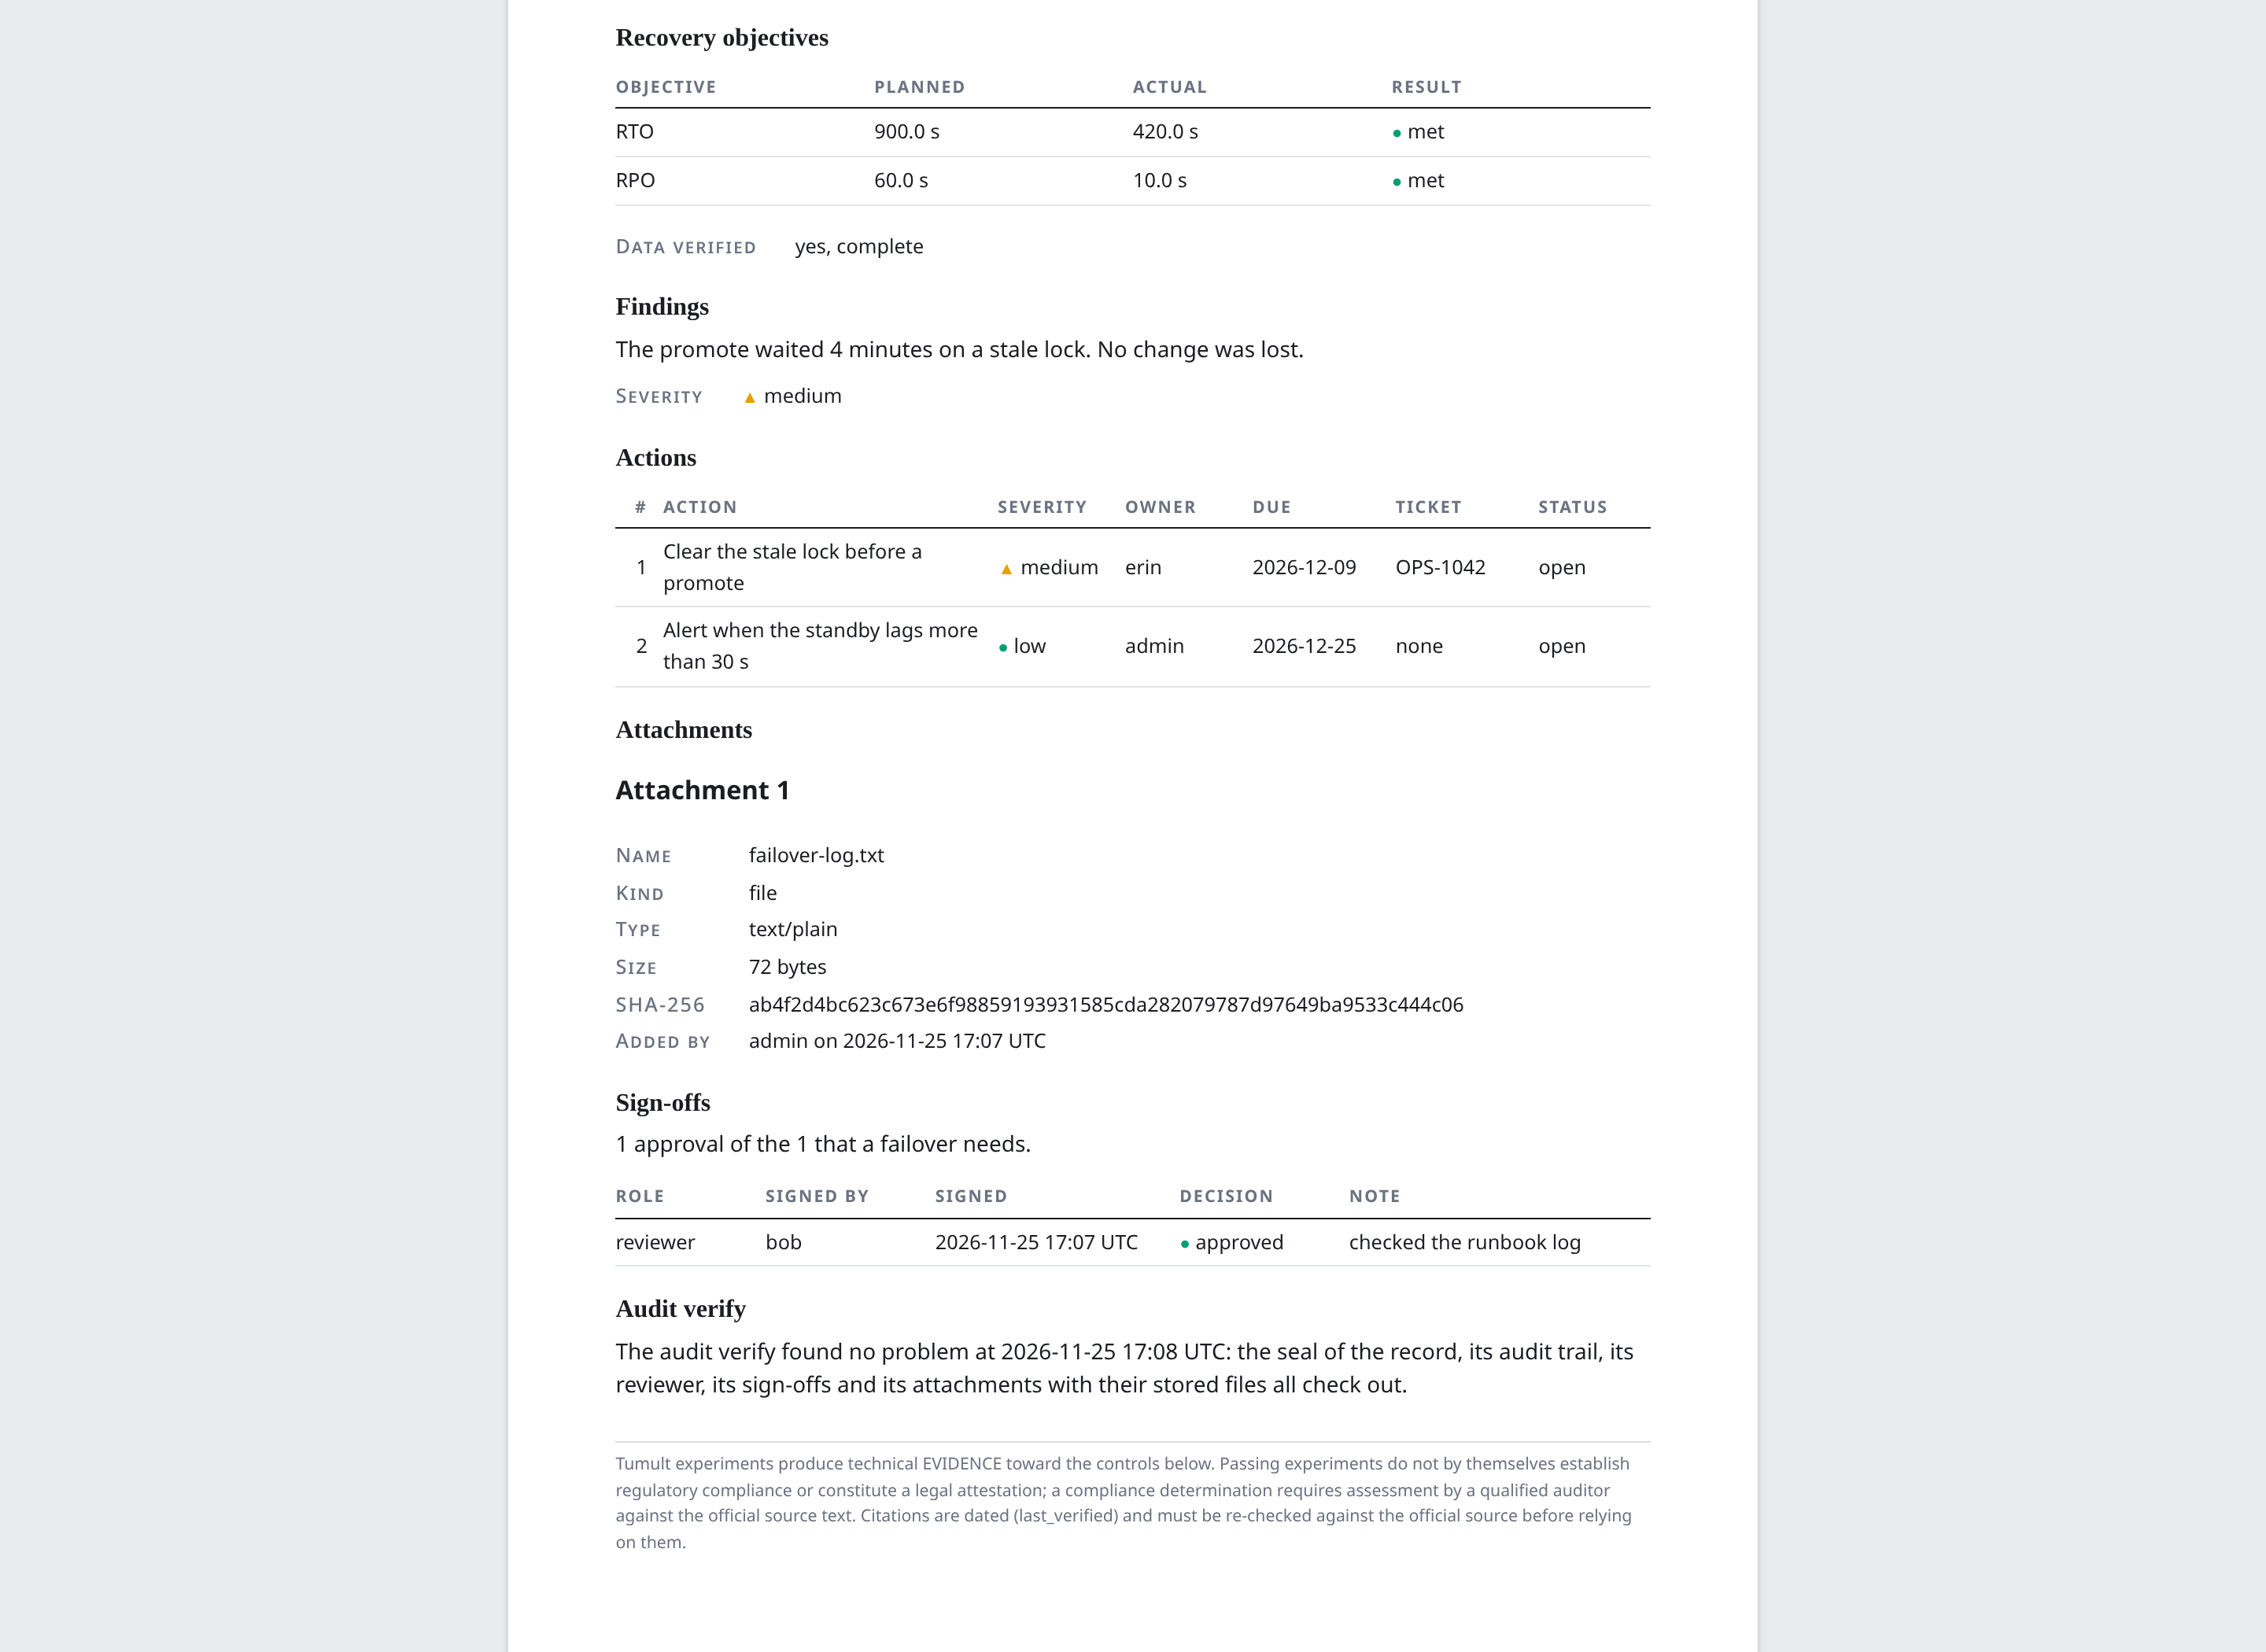 Recovery objectives
OBJECTIVE PLANNED ACTUAL RESULT
RTO 900.0 s 420.0 s ● met
RPO 60.0 s 10.0 s ● met
DATA VERIFIED yes, complete
Findings
The promote waited 4 minutes on a stale lock. No change was lost.
SEVERITY ▲ medium
Actions
# ACTION SEVERITY OWNER DUE TICKET STATUS
1 Clear the stale lock before a promote ▲ medium erin 2026-12-09 OPS-1042 open
2 Alert when the standby lags more than 30 s ● low admin 2026-12-25 none open
Attachments
Attachment 1
NAME failover-log.txt
KIND file
TYPE text/plain
SIZE 72 bytes
SHA-256 ab4f2d4bc623c673e6f98859193931585cda282079787d97649ba9533c444c06
ADDED BY admin on 2026-11-25 17:07 UTC
Sign-offs
1 approval of the 1 that a failover needs.
ROLE SIGNED BY SIGNED DECISION NOTE
reviewer bob 2026-11-25 17:07 UTC ● approved checked the runbook log
Audit verify
The audit verify found no problem at 2026-11-25 17:08 UTC: the seal of the record, its audit trail, its
reviewer, its sign-offs and its attachments with their stored files all check out.
Tumult experiments produce technical EVIDENCE toward the controls below. Passing experiments do not by themselves establish
regulatory compliance or constitute a legal attestation; a compliance determination requires assessment by a qualified auditor
against the official source text. Citations are dated (last_verified) and must be re-checked against the official source before relying
on them.